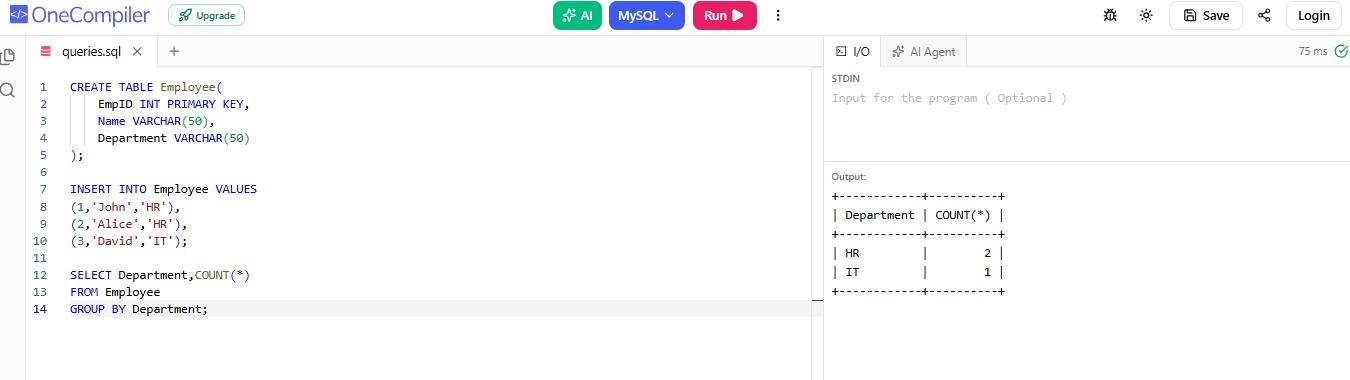 </> OneCompiler Upgrade AI MySQL Run Save Login
queries.sql
I/O AI Agent 75 ms
STDIN
Input for the program ( Optional )
1 CREATE TABLE Employee(
2 EmpID INT PRIMARY KEY,
3 Name VARCHAR(50),
4 Department VARCHAR(50)
5 );
6
7 INSERT INTO Employee VALUES
8 (1,'John','HR'),
9 (2,'Alice','HR'),
10 (3,'David','IT');
11
12 SELECT Department,COUNT(*)
13 FROM Employee
14 GROUP BY Department;
Output:
+------------+----------+
| Department | COUNT(*) |
+------------+----------+
| HR         |        2 |
| IT         |        1 |
+------------+----------+